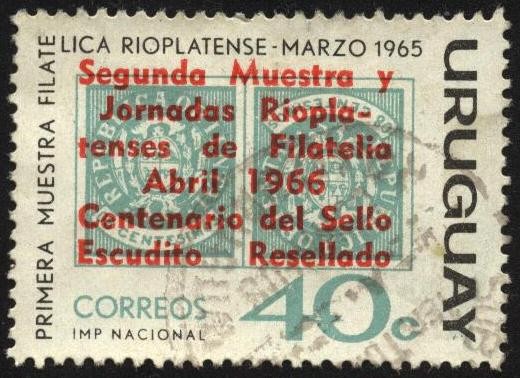 PRIMERA MUESTRA FILATELICA RIOPLATENSE - MARZO 1965
URUGUAY
Segunda Muestra y
Jornadas Riopla-
tenses de Filatelia
Abril 1966
Centenario del Sello
Escudito Resellado
CORREOS
IMP NACIONAL
40c